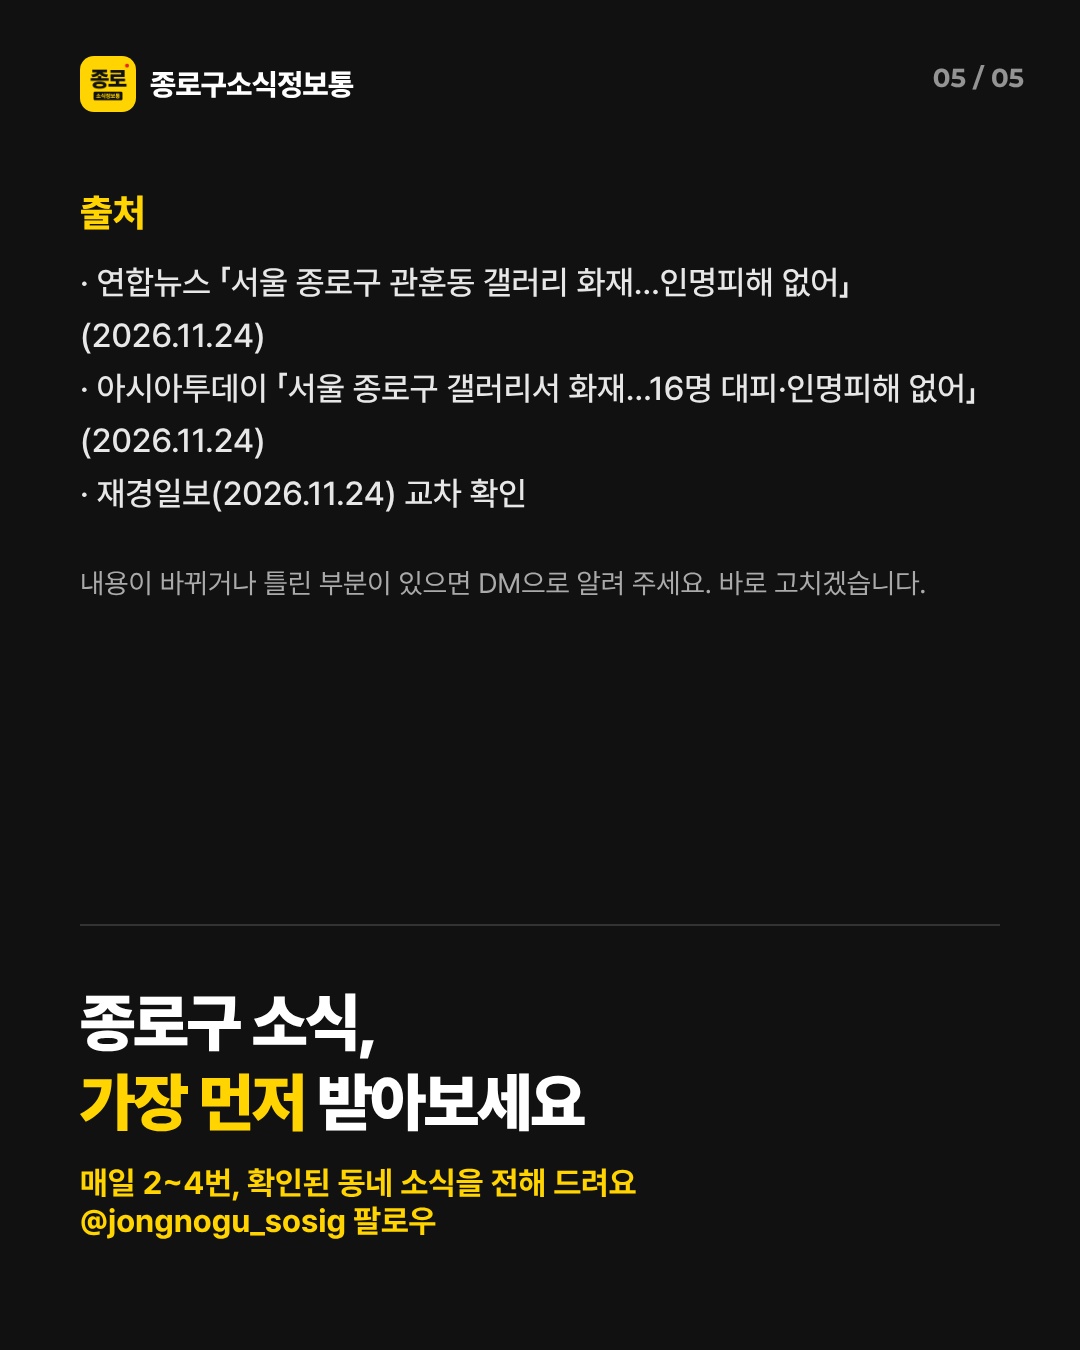 종로
소식정보통
종로구소식정보통
05 / 05
출처
· 연합뉴스 「서울 종로구 관훈동 갤러리 화재…인명피해 없어」
(2026.11.24)
· 아시아투데이 「서울 종로구 갤러리서 화재…16명 대피·인명피해 없어」
(2026.11.24)
· 재경일보(2026.11.24) 교차 확인
내용이 바뀌거나 틀린 부분이 있으면 DM으로 알려 주세요. 바로 고치겠습니다.
종로구 소식,
가장 먼저 받아보세요
매일 2~4번, 확인된 동네 소식을 전해 드려요
@jongnogu_sosig 팔로우